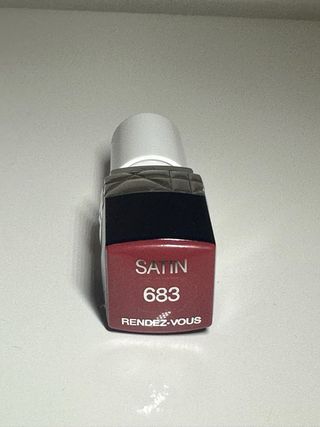 SATIN
683
RENDEZ-VOUS